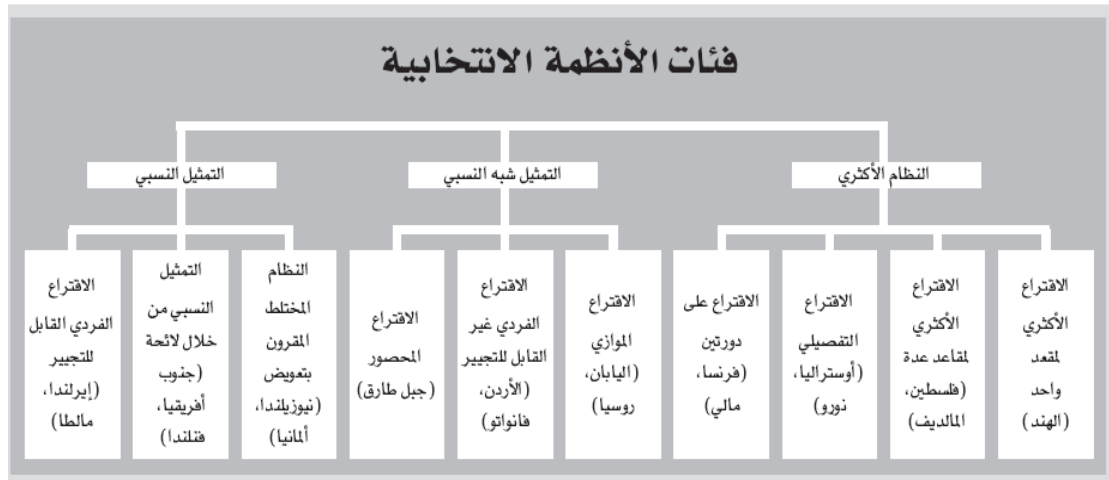 فئات الأنظمة الانتخابية
النظام الأكثري
التمثيل شبه النسبي
التمثيل النسبي
الاقتراع
الأكثري
لمقعد
واحد
(الهند)
الاقتراع
الأكثري
لمقاعد عدة
(فلسطين،
المالديف)
الاقتراع
التفصيلي
(أوستراليا،
نورو)
الاقتراع على
دورتين
(فرنسا،
مالي)
الاقتراع
الموازي
(اليابان،
روسيا)
الاقتراع
الفردي غير
القابل للتجيير
(الأردن،
فانواتو)
الاقتراع
المحصور
(جبل طارق)
النظام
المختلط
المقرون
بتعويض
(نيوزيلندا،
ألمانيا)
التمثيل
النسبي من
خلال لائحة
(جنوب
أفريقيا،
فنلندا)
الاقتراع
الفردي القابل
للتجيير
(إيرلندا،
مالطا)